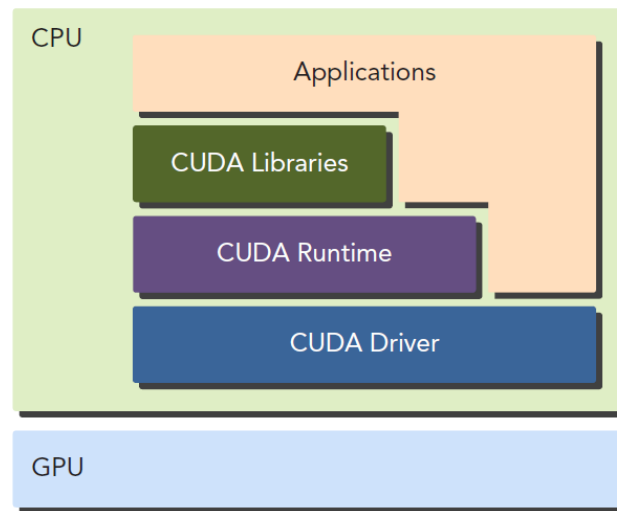 CPU
Applications
CUDA Libraries
CUDA Runtime
CUDA Driver
GPU